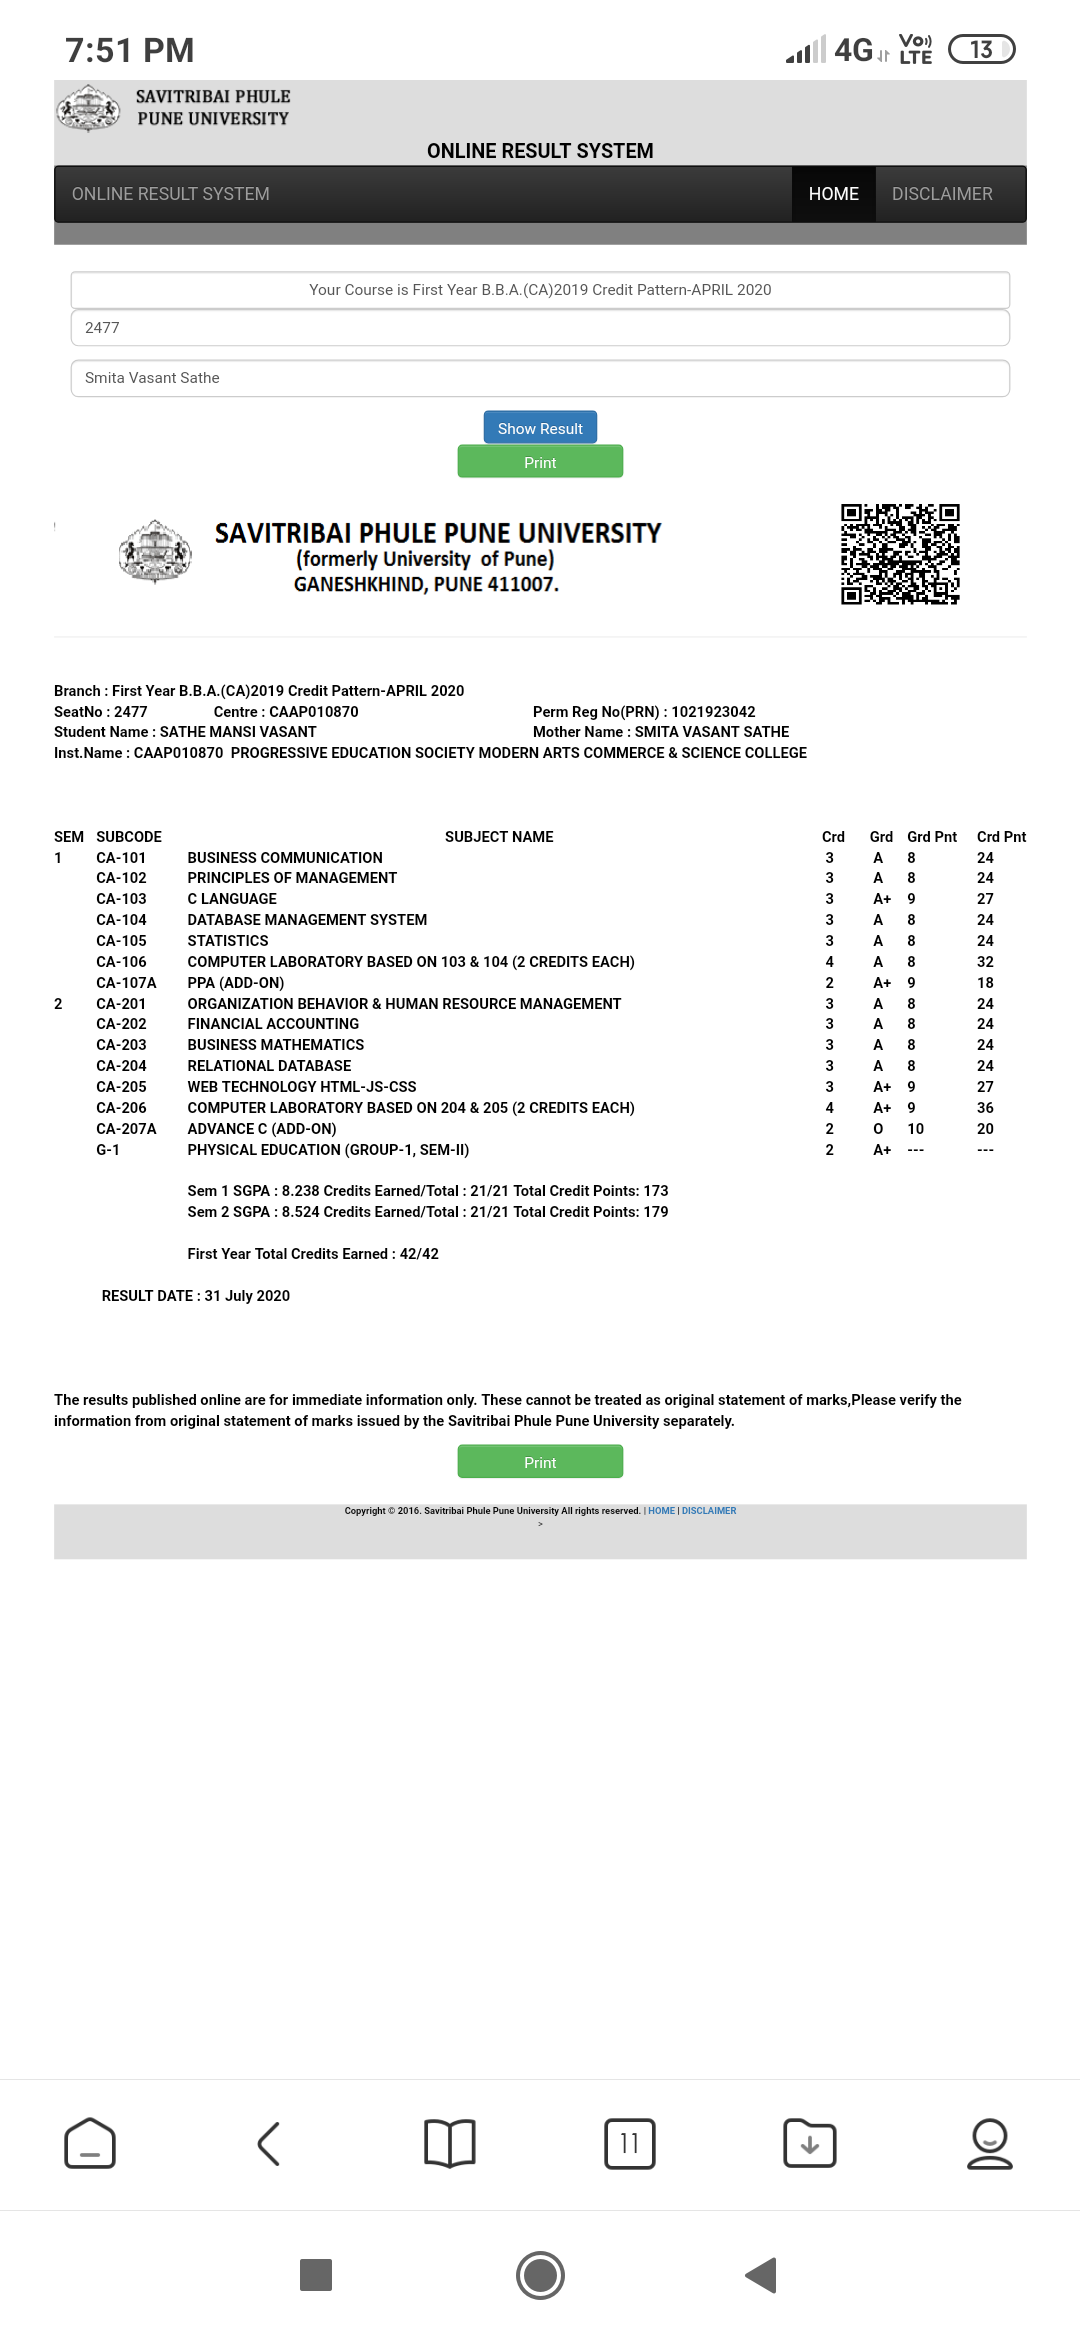 7:51 PM 4G Vo)) LTE 13
SAVITRIBAI PHULE
PUNE UNIVERSITY
ONLINE RESULT SYSTEM
ONLINE RESULT SYSTEM HOME DISCLAIMER
Your Course is First Year B.B.A.(CA)2019 Credit Pattern-APRIL 2020
2477
Smita Vasant Sathe
Show Result
Print
SAVITRIBAI PHULE PUNE UNIVERSITY
(formerly University of Pune)
GANESHKHIND, PUNE 411007.
Branch : First Year B.B.A.(CA)2019 Credit Pattern-APRIL 2020
SeatNo : 2477 Centre : CAAP010870 Perm Reg No(PRN) : 1021923042
Student Name : SATHE MANSI VASANT Mother Name : SMITA VASANT SATHE
Inst.Name : CAAP010870 PROGRESSIVE EDUCATION SOCIETY MODERN ARTS COMMERCE & SCIENCE COLLEGE
SEM SUBCODE SUBJECT NAME Crd Grd Grd Pnt Crd Pnt
1 CA-101 BUSINESS COMMUNICATION 3 A 8 24
CA-102 PRINCIPLES OF MANAGEMENT 3 A 8 24
CA-103 C LANGUAGE 3 A+ 9 27
CA-104 DATABASE MANAGEMENT SYSTEM 3 A 8 24
CA-105 STATISTICS 3 A 8 24
CA-106 COMPUTER LABORATORY BASED ON 103 & 104 (2 CREDITS EACH) 4 A 8 32
CA-107A PPA (ADD-ON) 2 A+ 9 18
2 CA-201 ORGANIZATION BEHAVIOR & HUMAN RESOURCE MANAGEMENT 3 A 8 24
CA-202 FINANCIAL ACCOUNTING 3 A 8 24
CA-203 BUSINESS MATHEMATICS 3 A 8 24
CA-204 RELATIONAL DATABASE 3 A 8 24
CA-205 WEB TECHNOLOGY HTML-JS-CSS 3 A+ 9 27
CA-206 COMPUTER LABORATORY BASED ON 204 & 205 (2 CREDITS EACH) 4 A+ 9 36
CA-207A ADVANCE C (ADD-ON) 2 O 10 20
G-1 PHYSICAL EDUCATION (GROUP-1, SEM-II) 2 A+ --- ---
Sem 1 SGPA : 8.238 Credits Earned/Total : 21/21 Total Credit Points: 173
Sem 2 SGPA : 8.524 Credits Earned/Total : 21/21 Total Credit Points: 179
First Year Total Credits Earned : 42/42
RESULT DATE : 31 July 2020
The results published online are for immediate information only. These cannot be treated as original statement of marks,Please verify the
information from original statement of marks issued by the Savitribai Phule Pune University separately.
Print
Copyright © 2016. Savitribai Phule Pune University All rights reserved. | HOME | DISCLAIMER
>
11